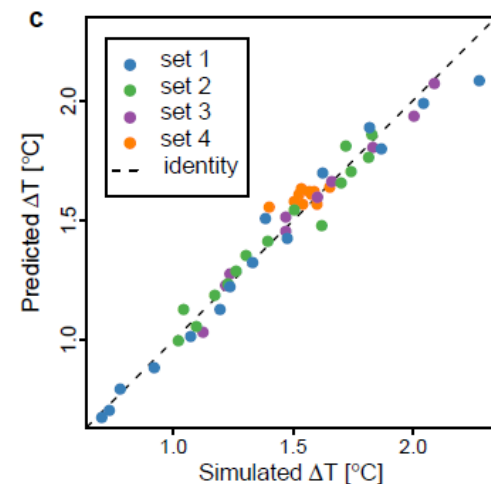 c
set 1
set 2
set 3
set 4
identity
Predicted ΔT [°C]
2.0
1.5
1.0
1.0 1.5 2.0
Simulated ΔT [°C]